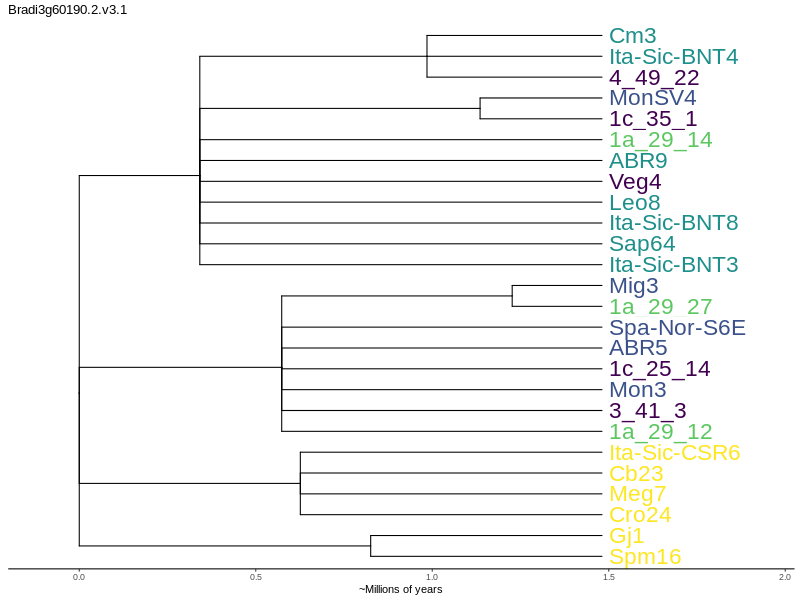 Bradi3g60190.2.v3.1
Cm3
Ita-Sic-BNT4
4_49_22
MonSV4
1c_35_1
1a_29_14
ABR9
Veg4
Leo8
Ita-Sic-BNT8
Sap64
Ita-Sic-BNT3
Mig3
1a_29_27
Spa-Nor-S6E
ABR5
1c_25_14
Mon3
3_41_3
1a_29_12
Ita-Sic-CSR6
Cb23
Meg7
Cro24
Gj1
Spm16
0.0 0.5 1.0 1.5 2.0
~Millions of years